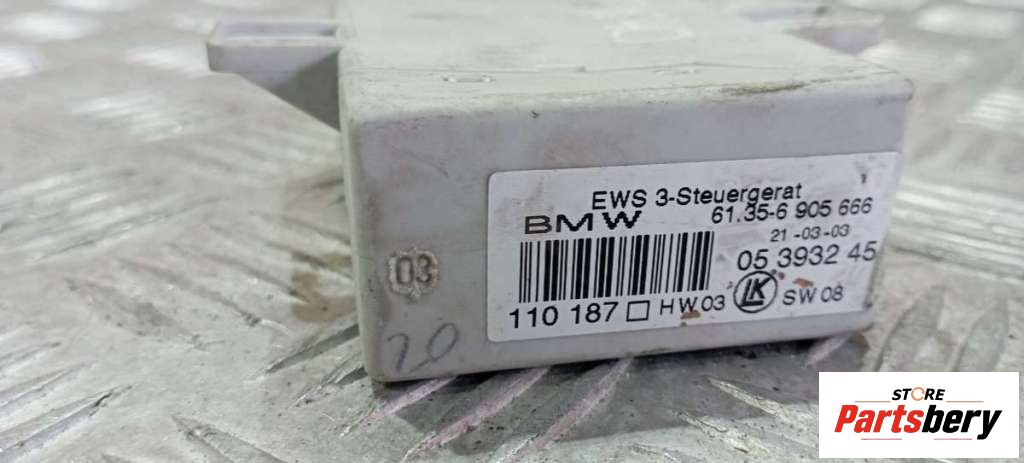 EWS 3-Steuergerat
BMW 61.35-6 905 666
21-03-03
05 3932 45
110 187 HW 03 LK SW 08
03
20
STORE
Partsbery